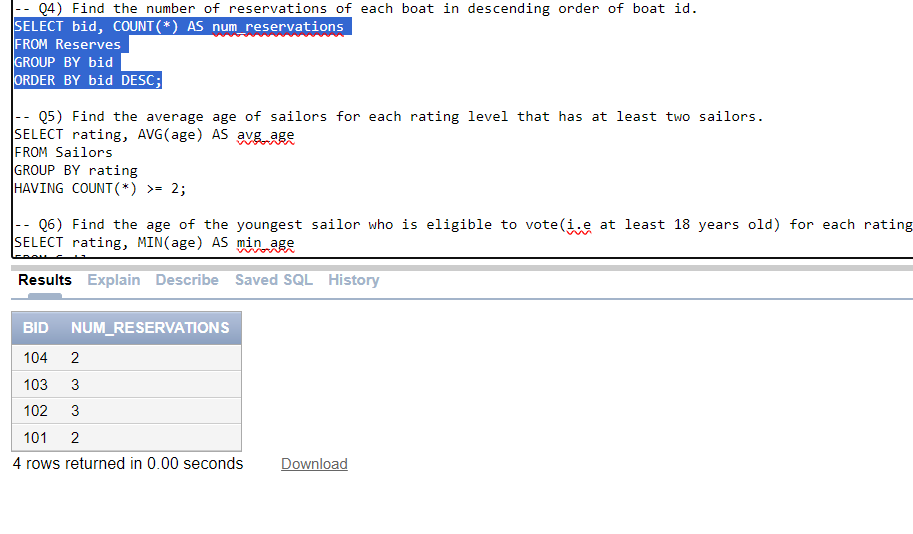 -- Q4) Find the number of reservations of each boat in descending order of boat id.
SELECT bid, COUNT(*) AS num_reservations
FROM Reserves
GROUP BY bid
ORDER BY bid DESC;
-- Q5) Find the average age of sailors for each rating level that has at least two sailors.
SELECT rating, AVG(age) AS avg_age
FROM Sailors
GROUP BY rating
HAVING COUNT(*) >= 2;
-- Q6) Find the age of the youngest sailor who is eligible to vote(i.e at least 18 years old) for each rating
SELECT rating, MIN(age) AS min_age
Results Explain Describe Saved SQL History
BID NUM_RESERVATIONS
104 2
103 3
102 3
101 2
4 rows returned in 0.00 seconds Download